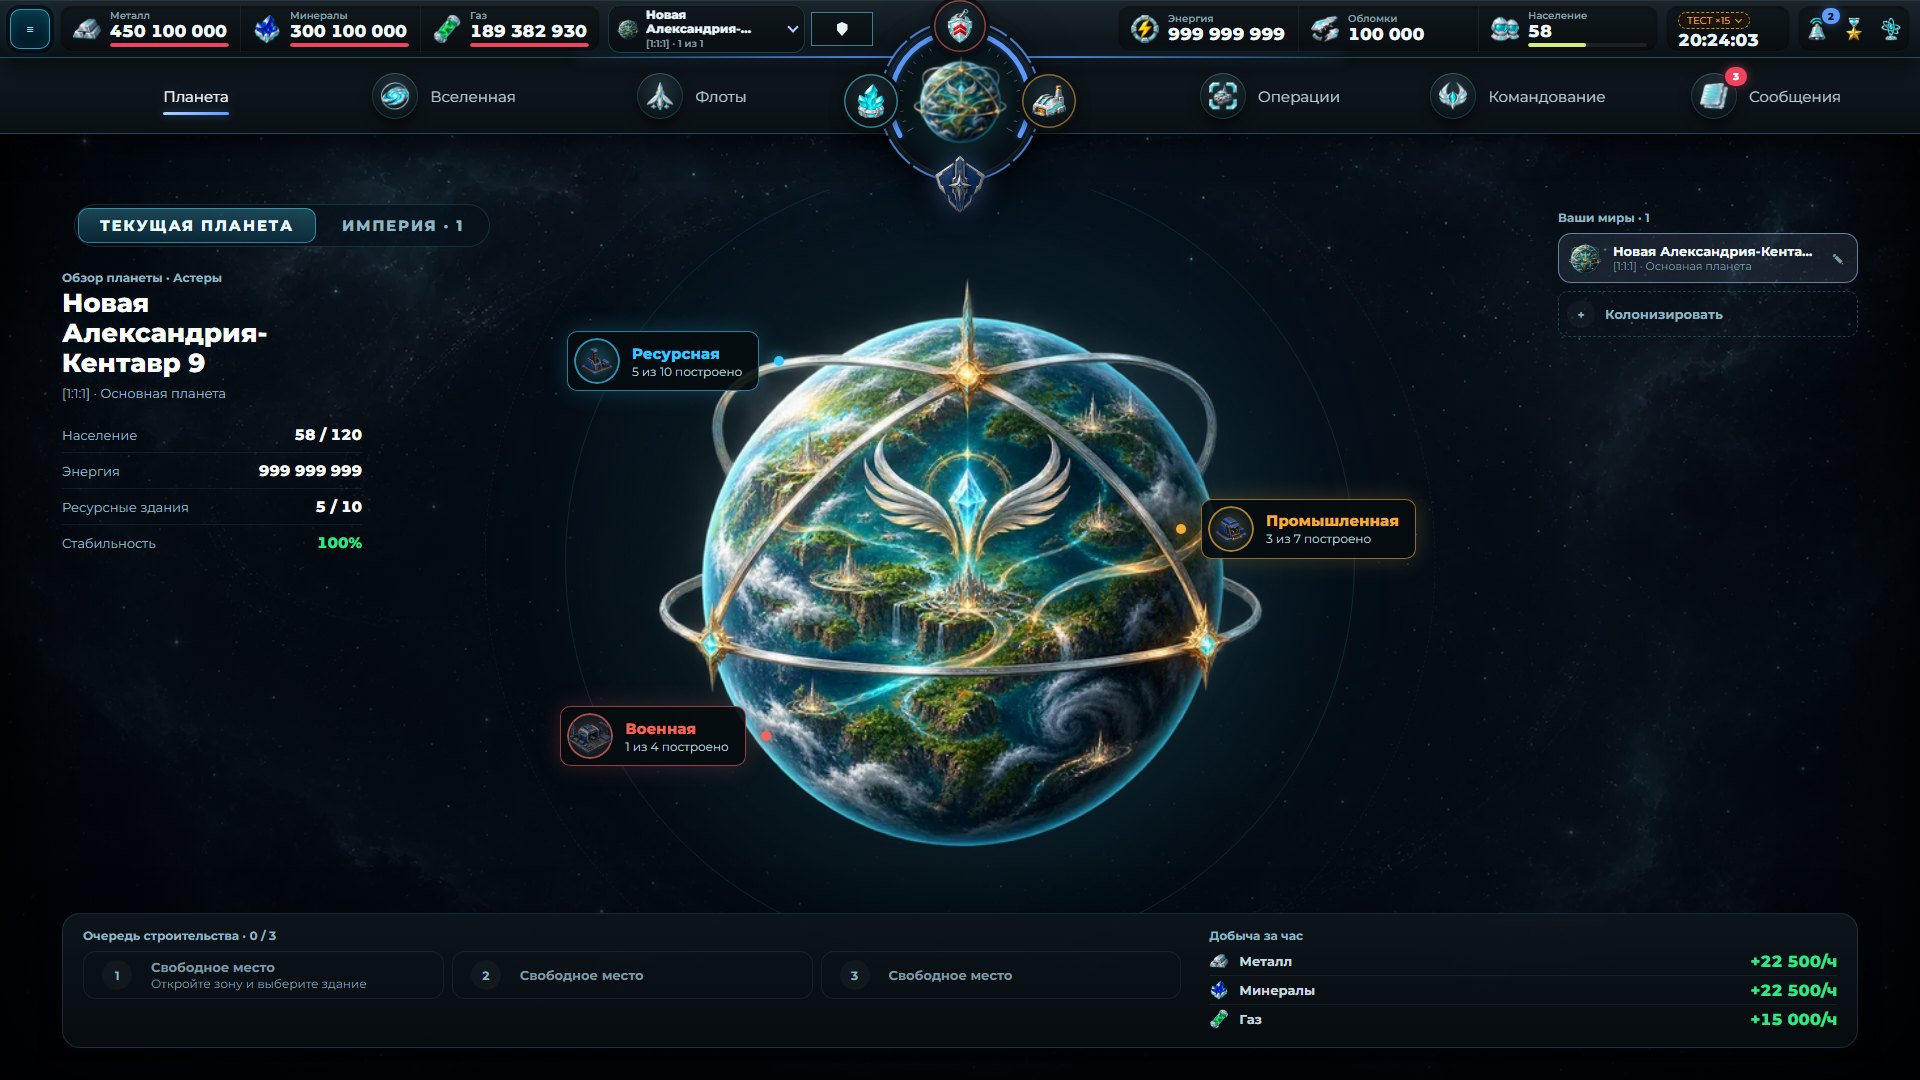 Металл
450 100 000
Минералы
300 100 000
Газ
189 382 930
Новая
Александрия-...
[1:1:1] · 1 из 1
Энергия
999 999 999
Обломки
100 000
Население
58
ТЕСТ ×15
20:24:03
2
Планета
Вселенная
Флоты
Операции
Командование
3
Сообщения
ТЕКУЩАЯ ПЛАНЕТА
ИМПЕРИЯ · 1
Обзор планеты · Астеры
Новая
Александрия-
Кентавр 9
[1:1:1] · Основная планета
Население 58 / 120
Энергия 999 999 999
Ресурсные здания 5 / 10
Стабильность 100%
Ресурсная
5 из 10 построено
Промышленная
3 из 7 построено
Военная
1 из 4 построено
Ваши миры · 1
Новая Александрия-Кента...
[1:1:1] · Основная планета
+ Колонизировать
Очередь строительства · 0 / 3
1
Свободное место
Откройте зону и выберите здание
2 Свободное место
3 Свободное место
Добыча за час
Металл +22 500/ч
Минералы +22 500/ч
Газ +15 000/ч